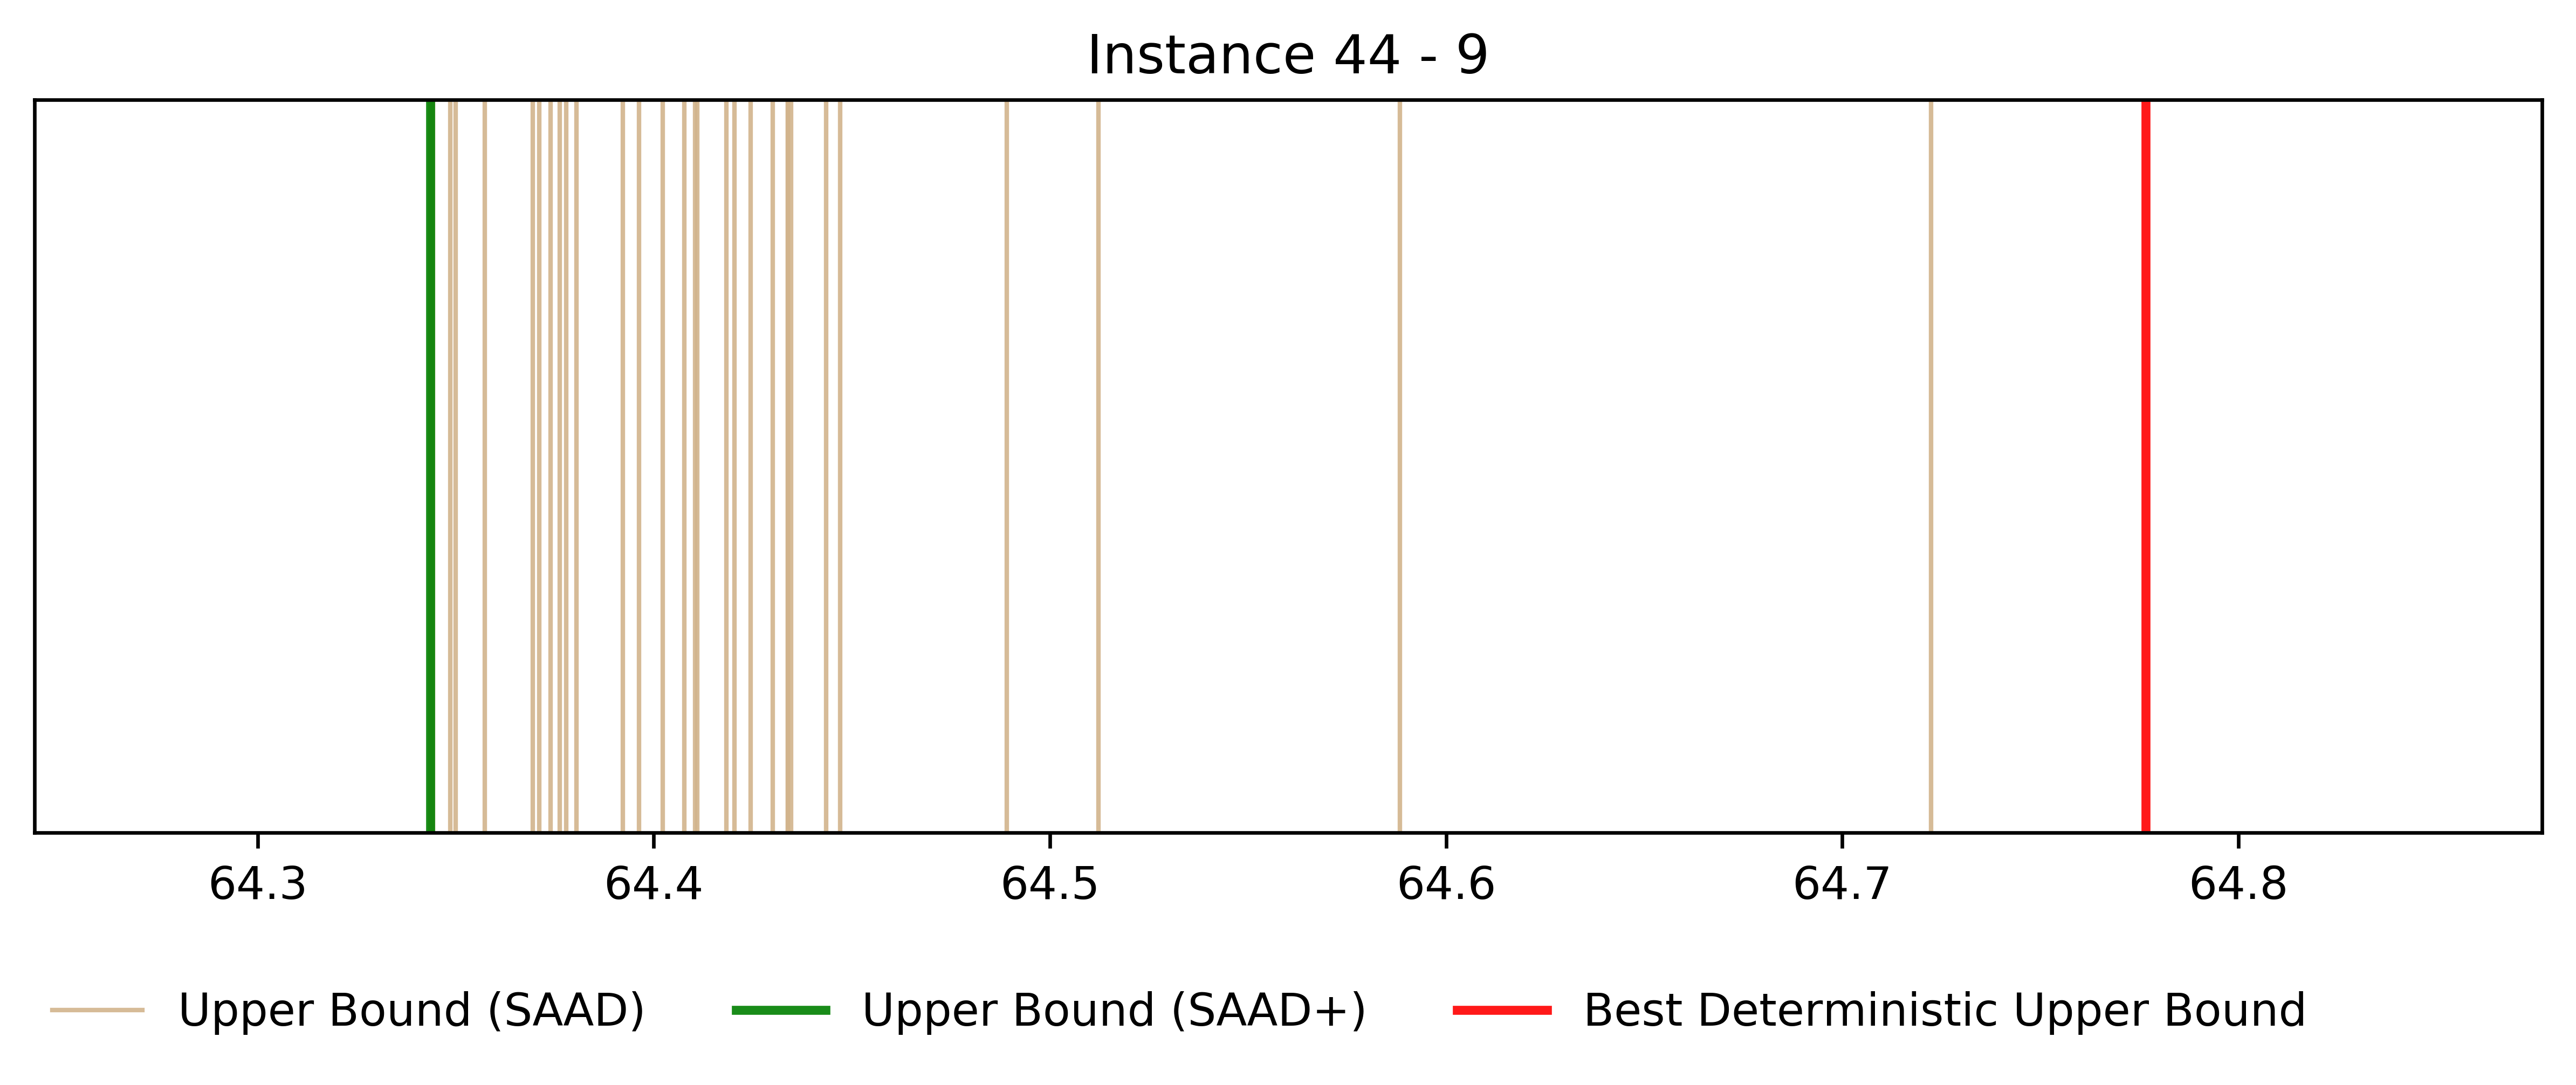 Instance 44 - 9
64.3 64.4 64.5 64.6 64.7 64.8
Upper Bound (SAAD) Upper Bound (SAAD+) Best Deterministic Upper Bound